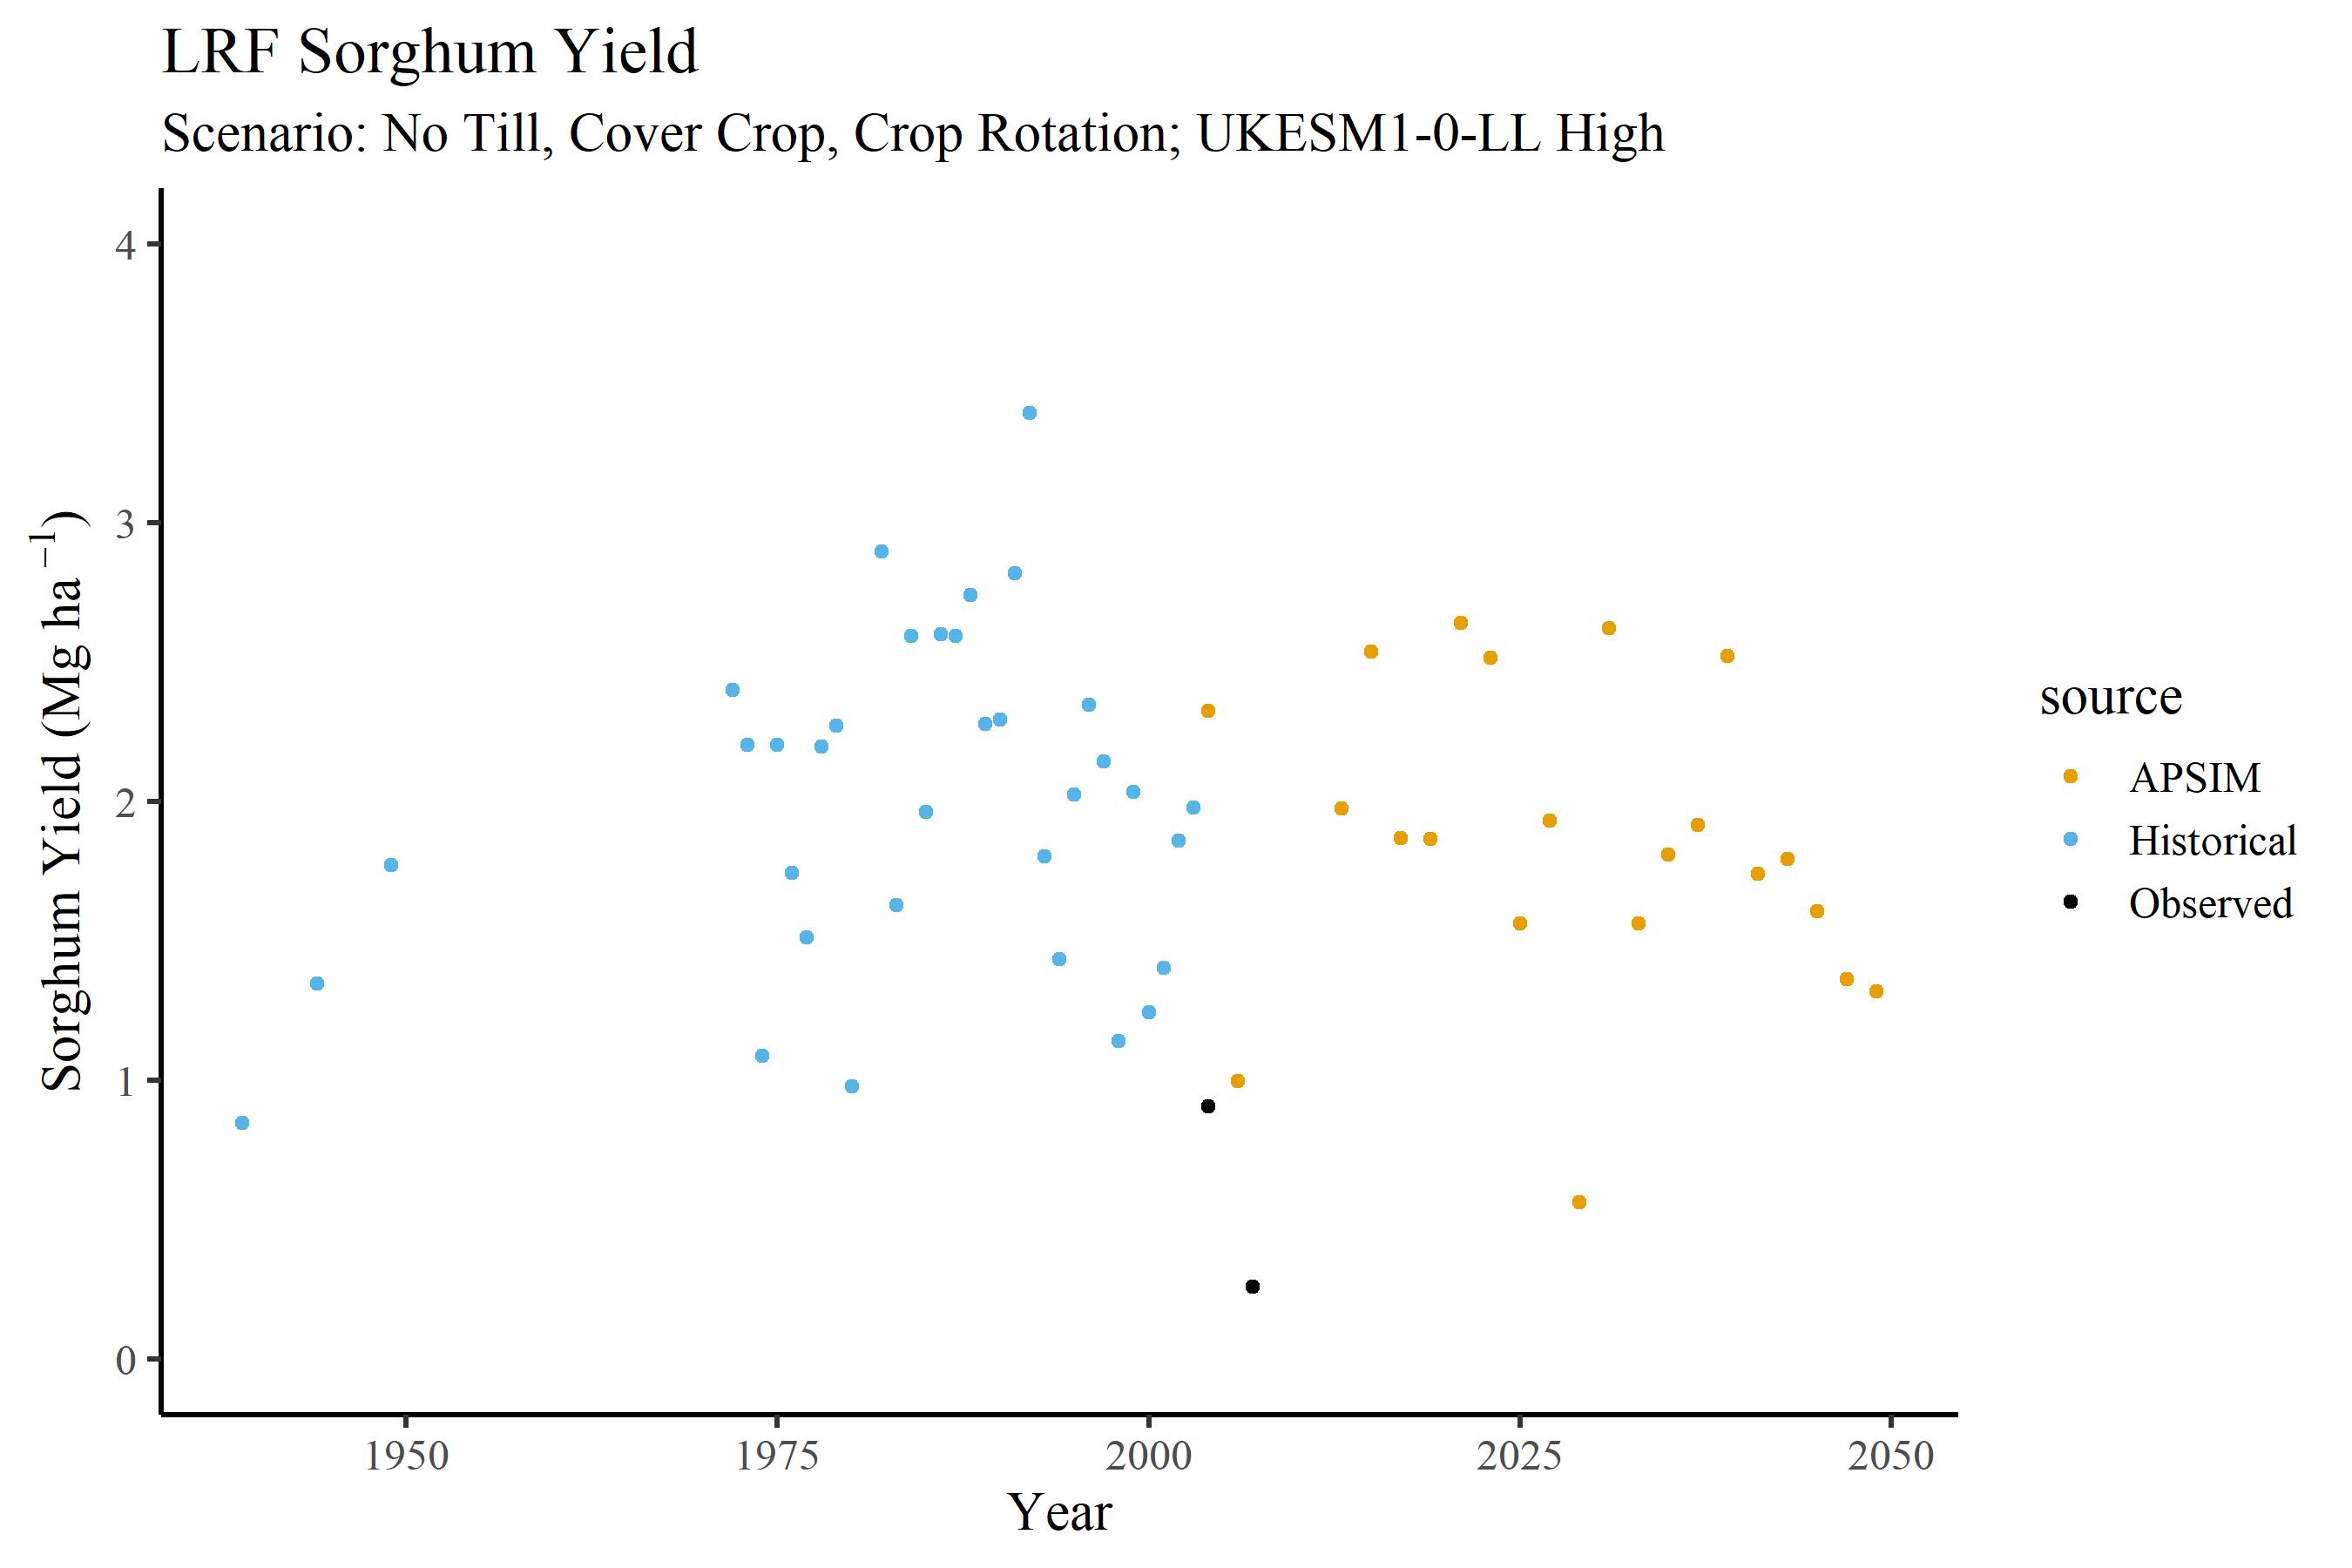 LRF Sorghum Yield
Scenario: No Till, Cover Crop, Crop Rotation; UKESM1-0-LL High
Sorghum Yield (Mg ha⁻¹)
4
3
2
1
0
1950 1975 2000 2025 2050
Year
source
APSIM
Historical
Observed